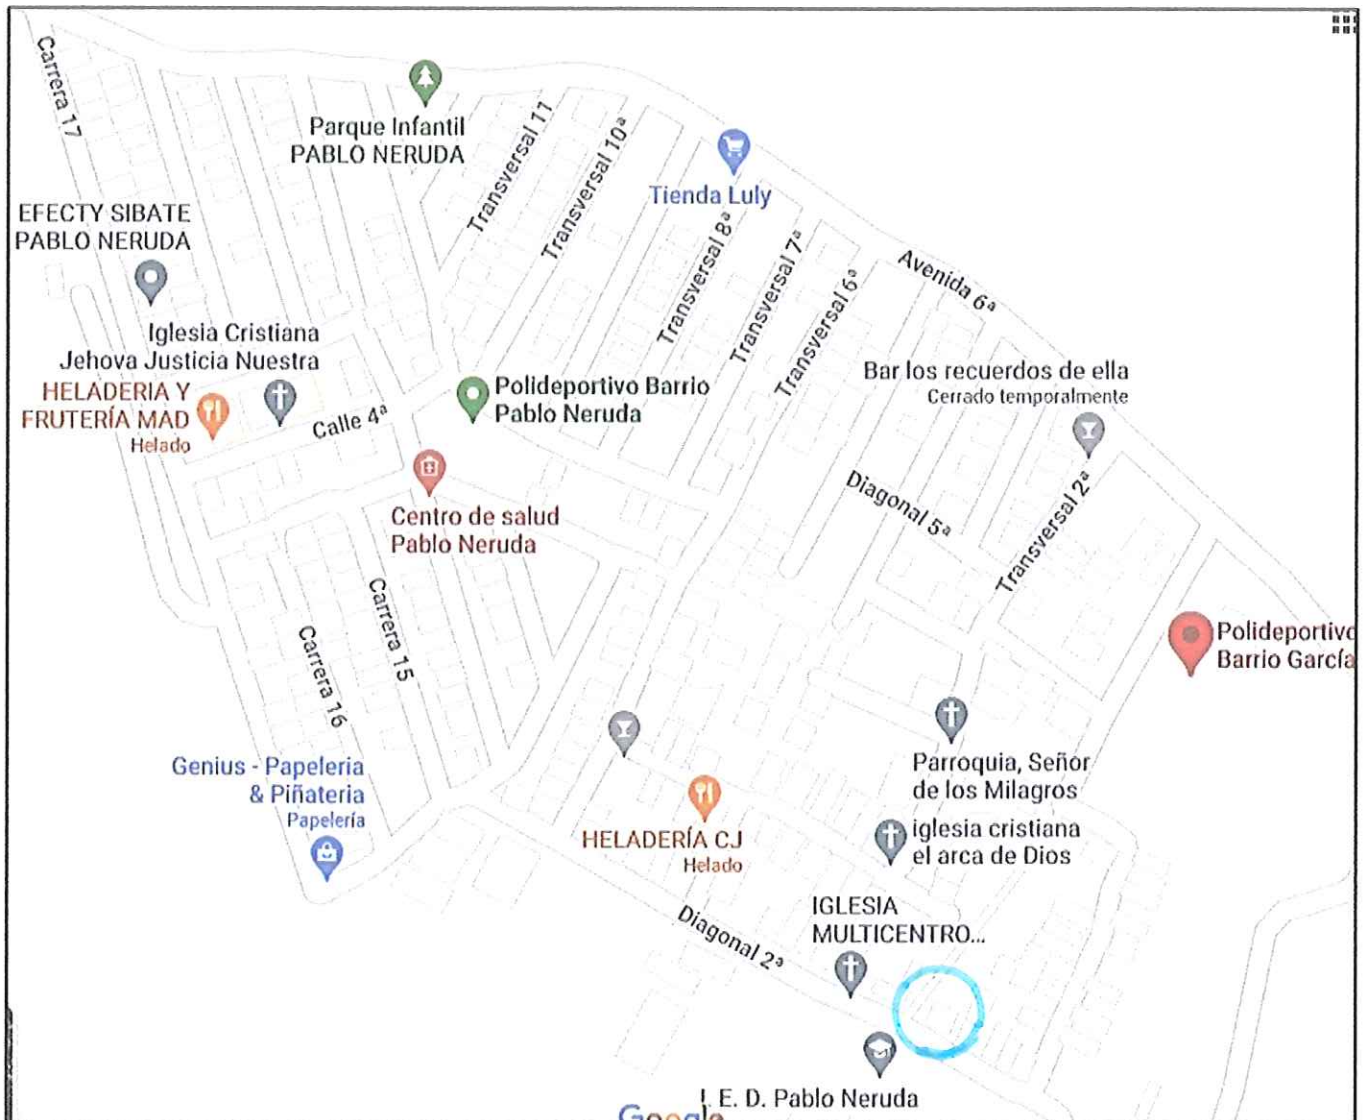 Carrera 17
Parque Infantil
PABLO NERUDA
Transversal 11
Transversal 10ª
Tienda Luly
EFECTY SIBATE
PABLO NERUDA
Transversal 8ª
Transversal 7ª
Transversal 6ª
Avenida 6ª
Iglesia Cristiana
Jehova Justicia Nuestra
HELADERIA Y
FRUTERÍA MAD
Helado
Calle 4ª
Polideportivo Barrio
Pablo Neruda
Bar los recuerdos de ella
Cerrado temporalmente
Centro de salud
Pablo Neruda
Diagonal 5ª
Transversal 2ª
Carrera 15
Carrera 16
Polideportivo
Barrio García
Genius - Papeleria
& Piñateria
Papelería
Parroquia, Señor
de los Milagros
HELADERÍA CJ
Helado
iglesia cristiana
el arca de Dios
IGLESIA
MULTICENTRO...
Diagonal 2ª
I. E. D. Pablo Neruda
Google